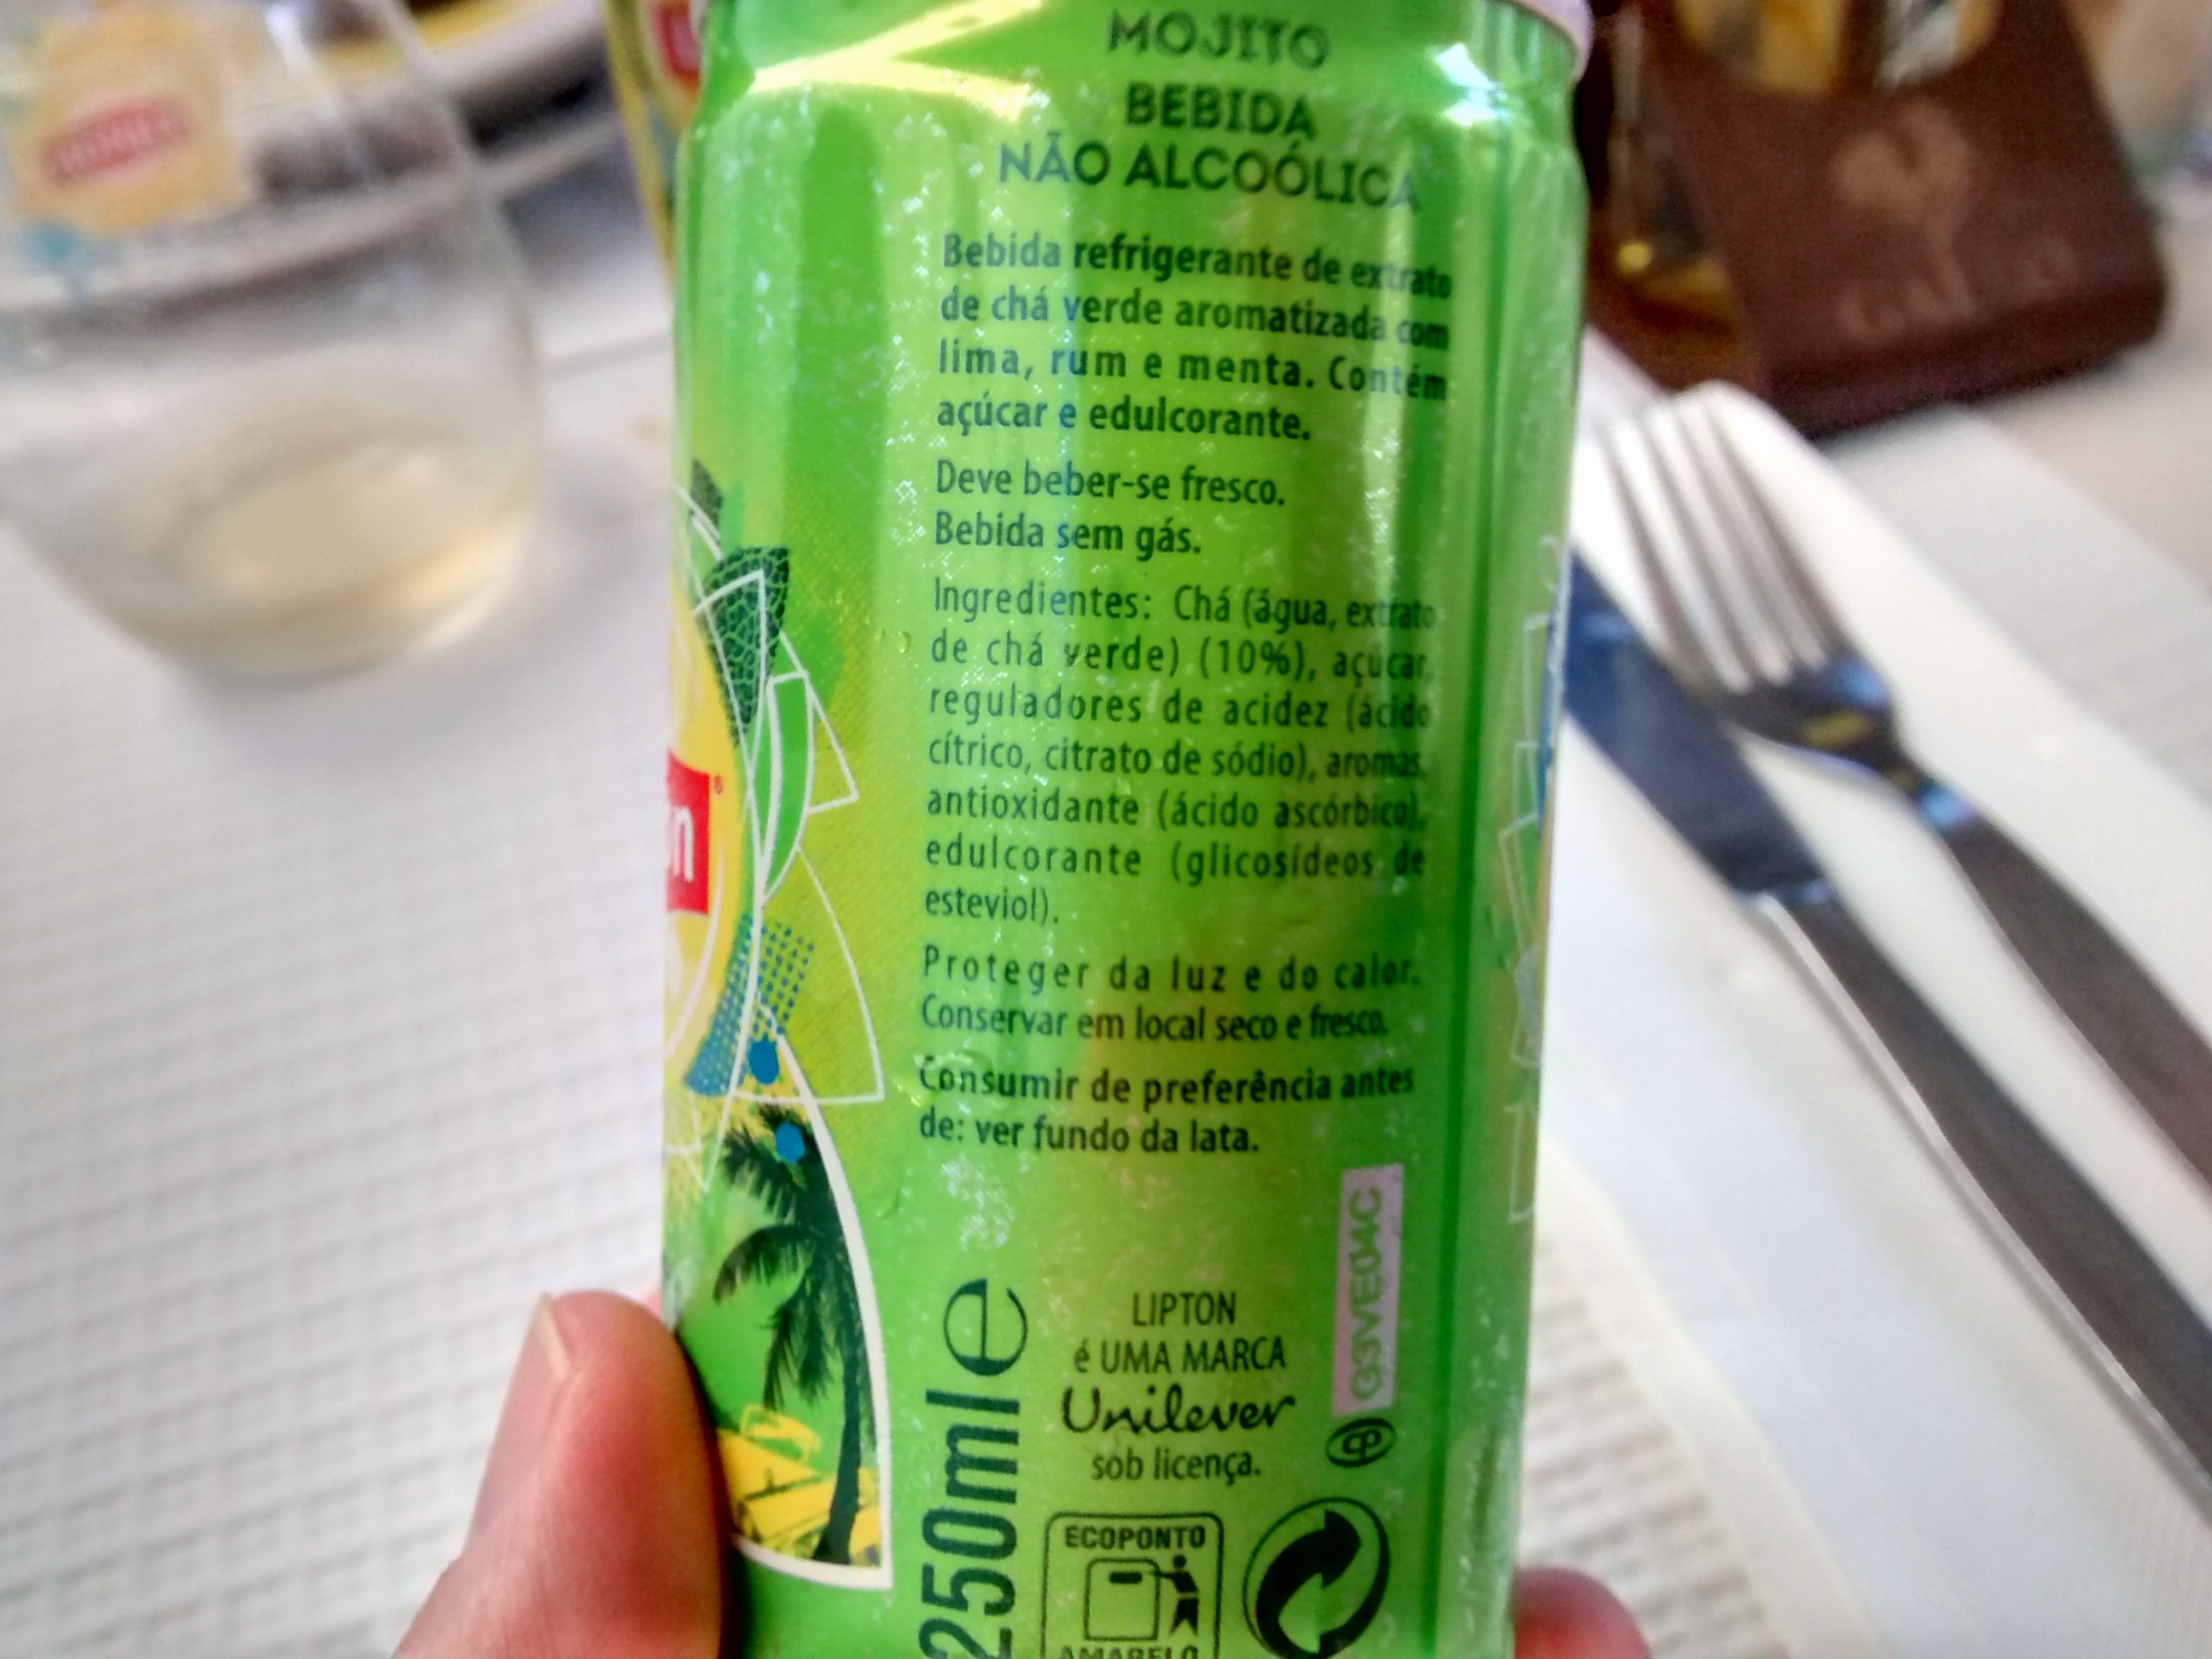 MOJITO
BEBIDA
NÃO ALCOÓLICA
Bebida refrigerante de extrato
de chá verde aromatizada com
lima, rum e menta. Contém
açúcar e edulcorante.
Deve beber-se fresco.
Bebida sem gás.
Ingredientes: Chá (água, extrato
de chá verde) (10%), açúcar,
reguladores de acidez (ácido
cítrico, citrato de sódio), aromas,
antioxidante (ácido ascórbico),
edulcorante (glicosídeos de
esteviol).
Proteger da luz e do calor.
Conservar em local seco e fresco.
Consumir de preferência antes
de: ver fundo da lata.
250ml e
LIPTON
é UMA MARCA
Unilever
sob licença.
G3VE04C
CP
ECOPONTO
AMARELO